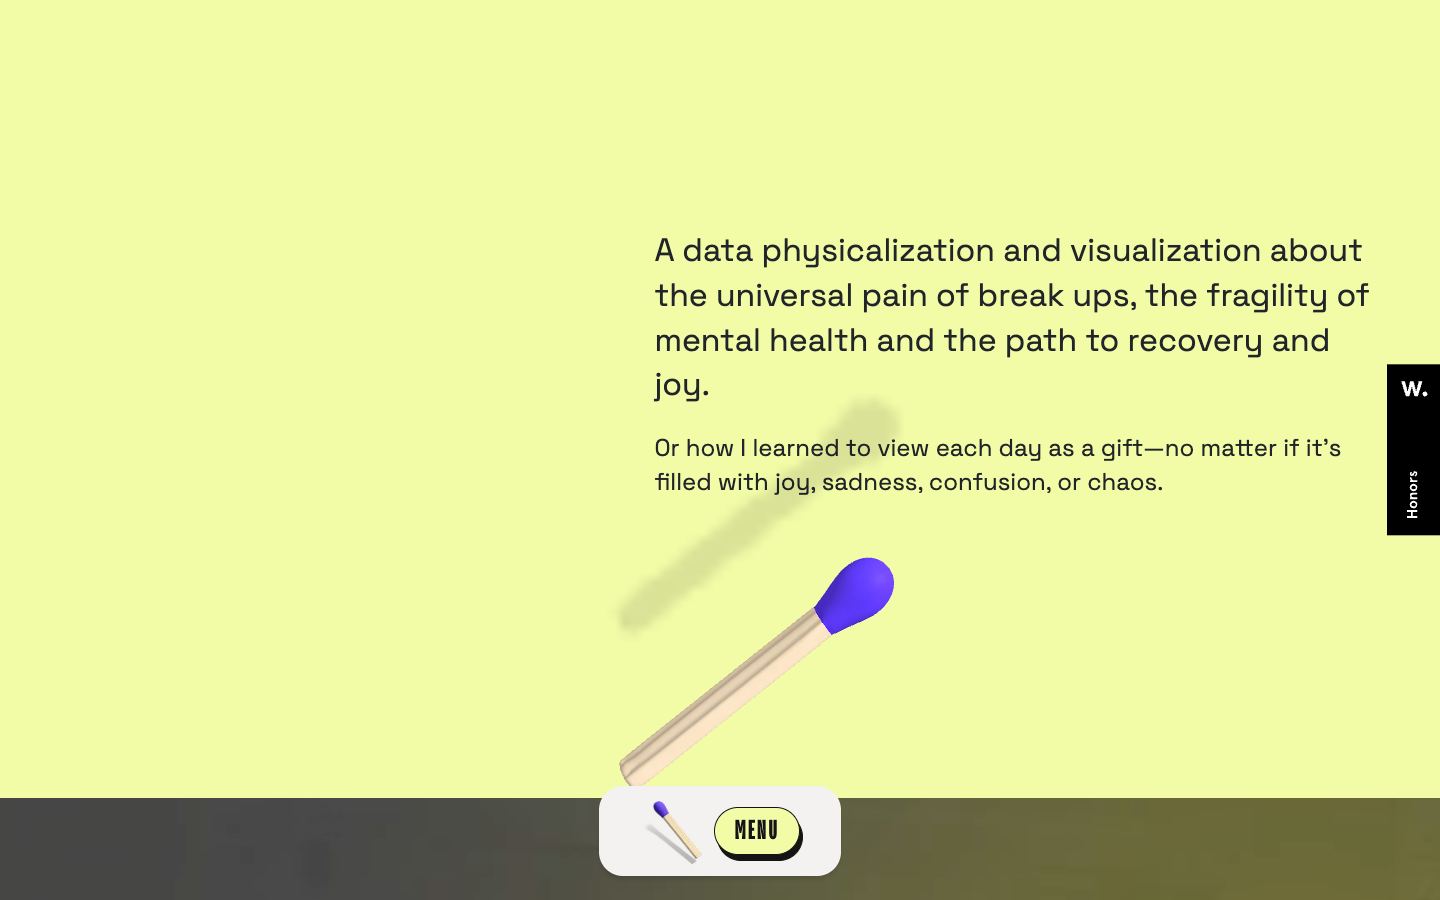 A data physicalization and visualization about
the universal pain of break ups, the fragility of
mental health and the path to recovery and
joy.
Or how I learned to view each day as a gift—no matter if it’s
filled with joy, sadness, confusion, or chaos.
W.
Honors
MENU